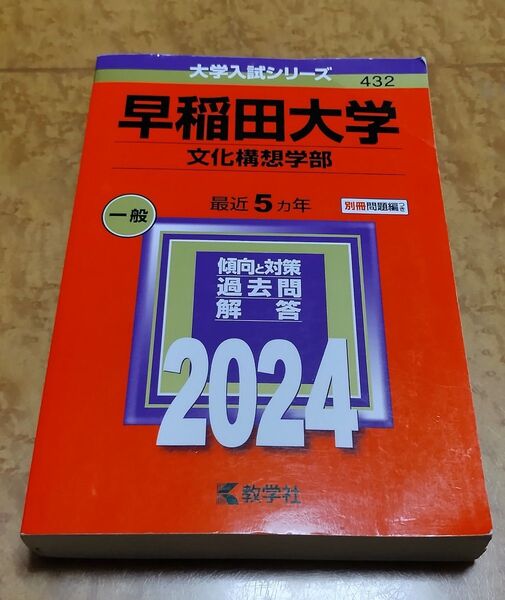 大学入試シリーズ
432
早稲田大学
文化構想学部
一般
最近5ヵ年
別冊問題編つき
傾向と対策
過去問
解答
2024
教学社